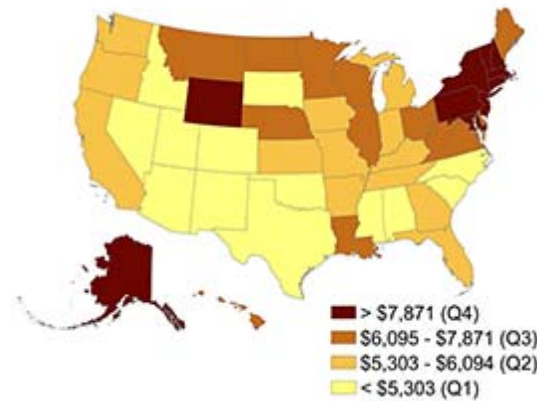 > $7,871 (Q4)
$6,095 - $7,871 (Q3)
$5,303 - $6,094 (Q2)
< $5,303 (Q1)